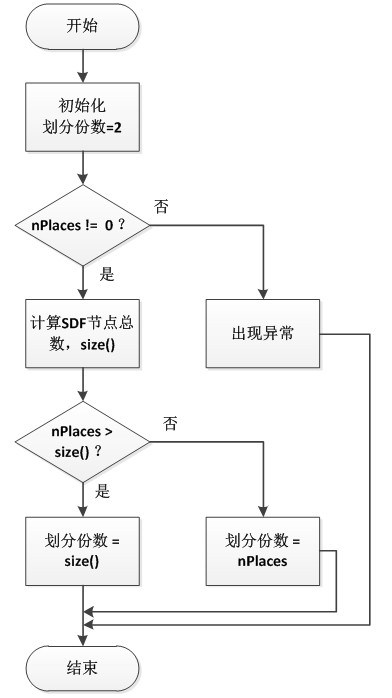 开始
初始化
划分份数=2
nPlaces != 0？
否
是
计算SDF节点总
数，size()
出现异常
nPlaces >
size()？
否
是
划分份数 =
size()
划分份数 =
nPlaces
结束